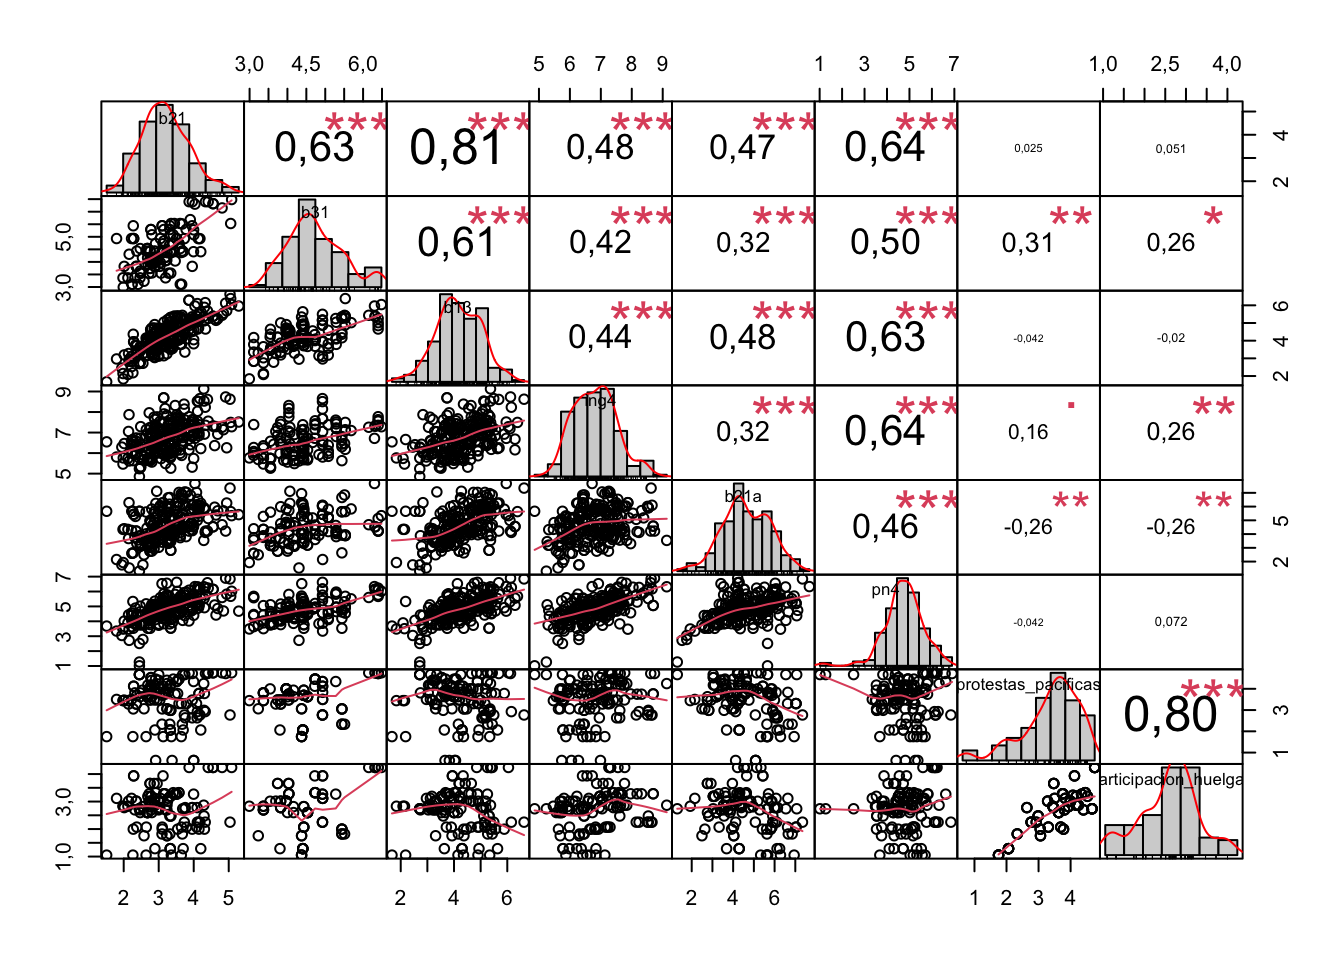 3,0 4,5 6,0 5 6 7 8 9 1 3 5 7 1,0 2,5 4,0
b21 0,63 *** 0,81 *** 0,48 *** 0,47 *** 0,64 *** 0,025 0,051 2 4
3,0 5,0 b31 0,61 *** 0,42 *** 0,32 *** 0,50 *** 0,31 ** 0,26 *
b13 0,44 *** 0,48 *** 0,63 *** -0,042 -0,02 2 4 6
5 7 9 ng4 0,32 *** 0,64 *** 0,16 . 0,26 **
b21a 0,46 *** -0,26 ** -0,26 ** 2 5
1 3 5 7 pn4 -0,042 0,072
protestas_pacificas 0,80 *** 1 3
1,0 3,0 articipacion_huelga
2 3 4 5 2 4 6 2 4 6 1 2 3 4